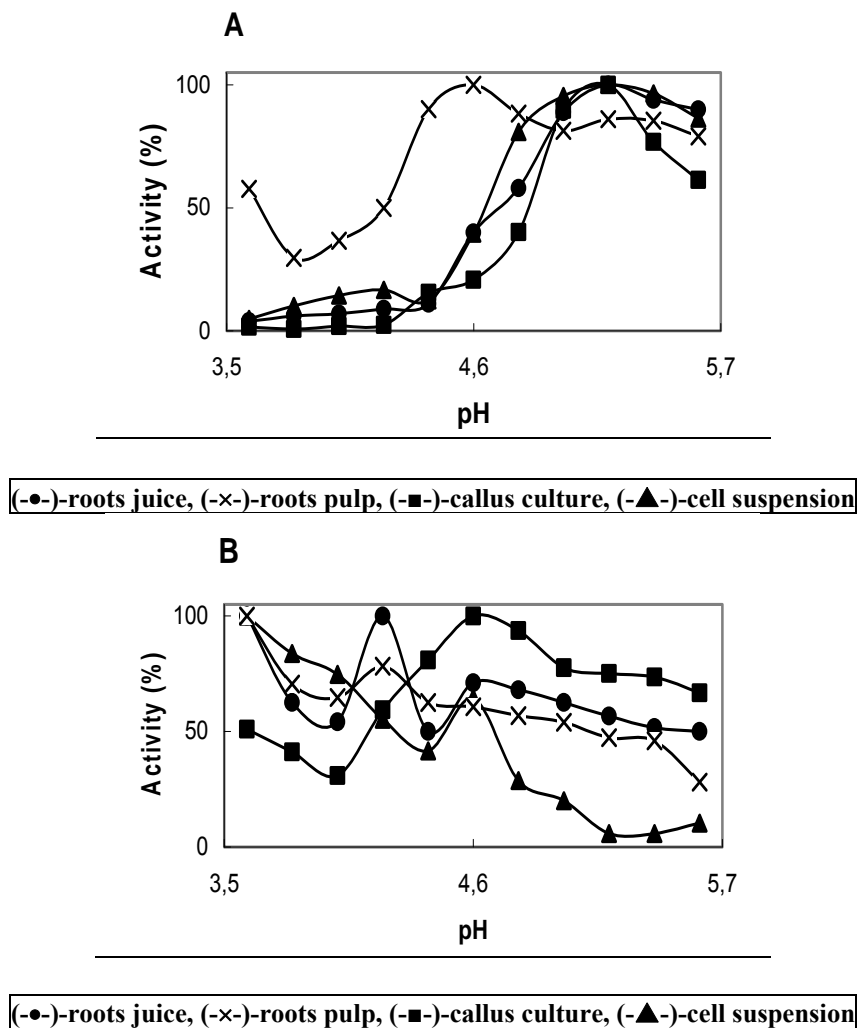 A
100
50
0
Activity (%)
3,5 4,6 5,7
pH
(-●-)-roots juice, (-×-)-roots pulp, (-■-)-callus culture, (-▲-)-cell suspension
B
100
50
0
Activity (%)
3,5 4,6 5,7
pH
(-●-)-roots juice, (-×-)-roots pulp, (-■-)-callus culture, (-▲-)-cell suspension